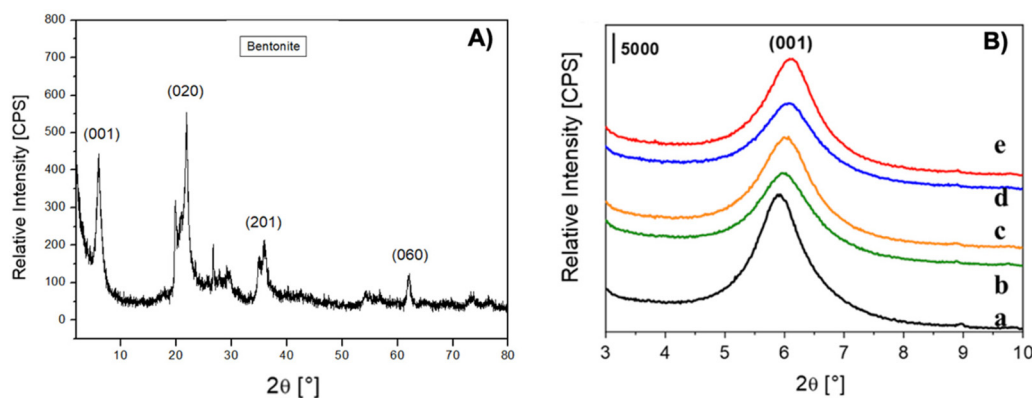 A)
Bentonite
(001)
(020)
(201)
(060)
Relative Intensity [CPS]
800
700
600
500
400
300
200
100
0
10
20
30
40
50
60
70
80
2θ [°]
B)
5000
(001)
Relative Intensity [CPS]
e
d
c
b
a
3
4
5
6
7
8
9
10
2θ [°]